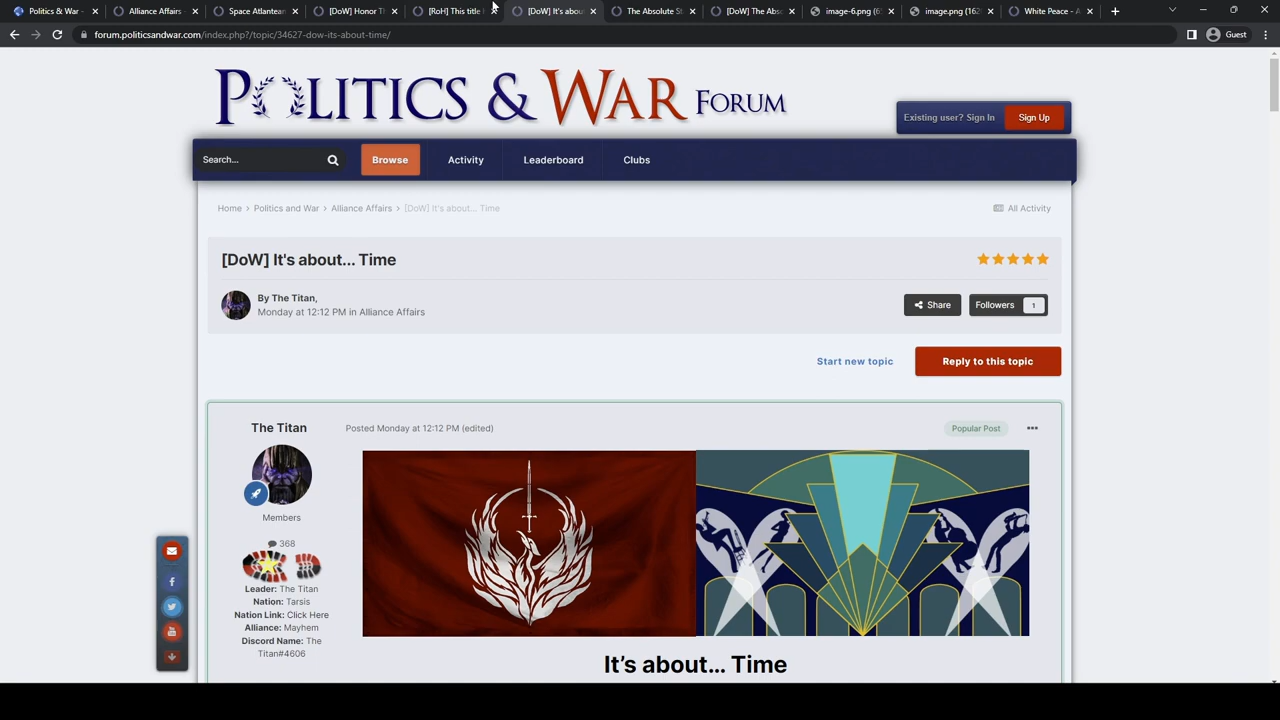 Politics & War -
Alliance Affairs -
Space Atlantean
[DoW] Honor Th
[RoH] This title
[DoW] It's abou
The Absolute St
[DoW] The Abs
image-6.png (6
image.png (16
White Peace - A
forum.politicsandwar.com/index.php?/topic/34627-dow-its-about-time/
Guest
POLITICS & WAR FORUM
Existing user? Sign In
Sign Up
Search...
Browse
Activity
Leaderboard
Clubs
Home > Politics and War > Alliance Affairs > [DoW] It's about... Time
All Activity
[DoW] It's about... Time
By The Titan,
Monday at 12:12 PM in Alliance Affairs
Share
Followers 1
Start new topic
Reply to this topic
The Titan
Posted Monday at 12:12 PM (edited)
Popular Post
Members
368
Leader: The Titan
Nation: Tarsis
Nation Link: Click Here
Alliance: Mayhem
Discord Name: The
Titan#4606
It's about... Time